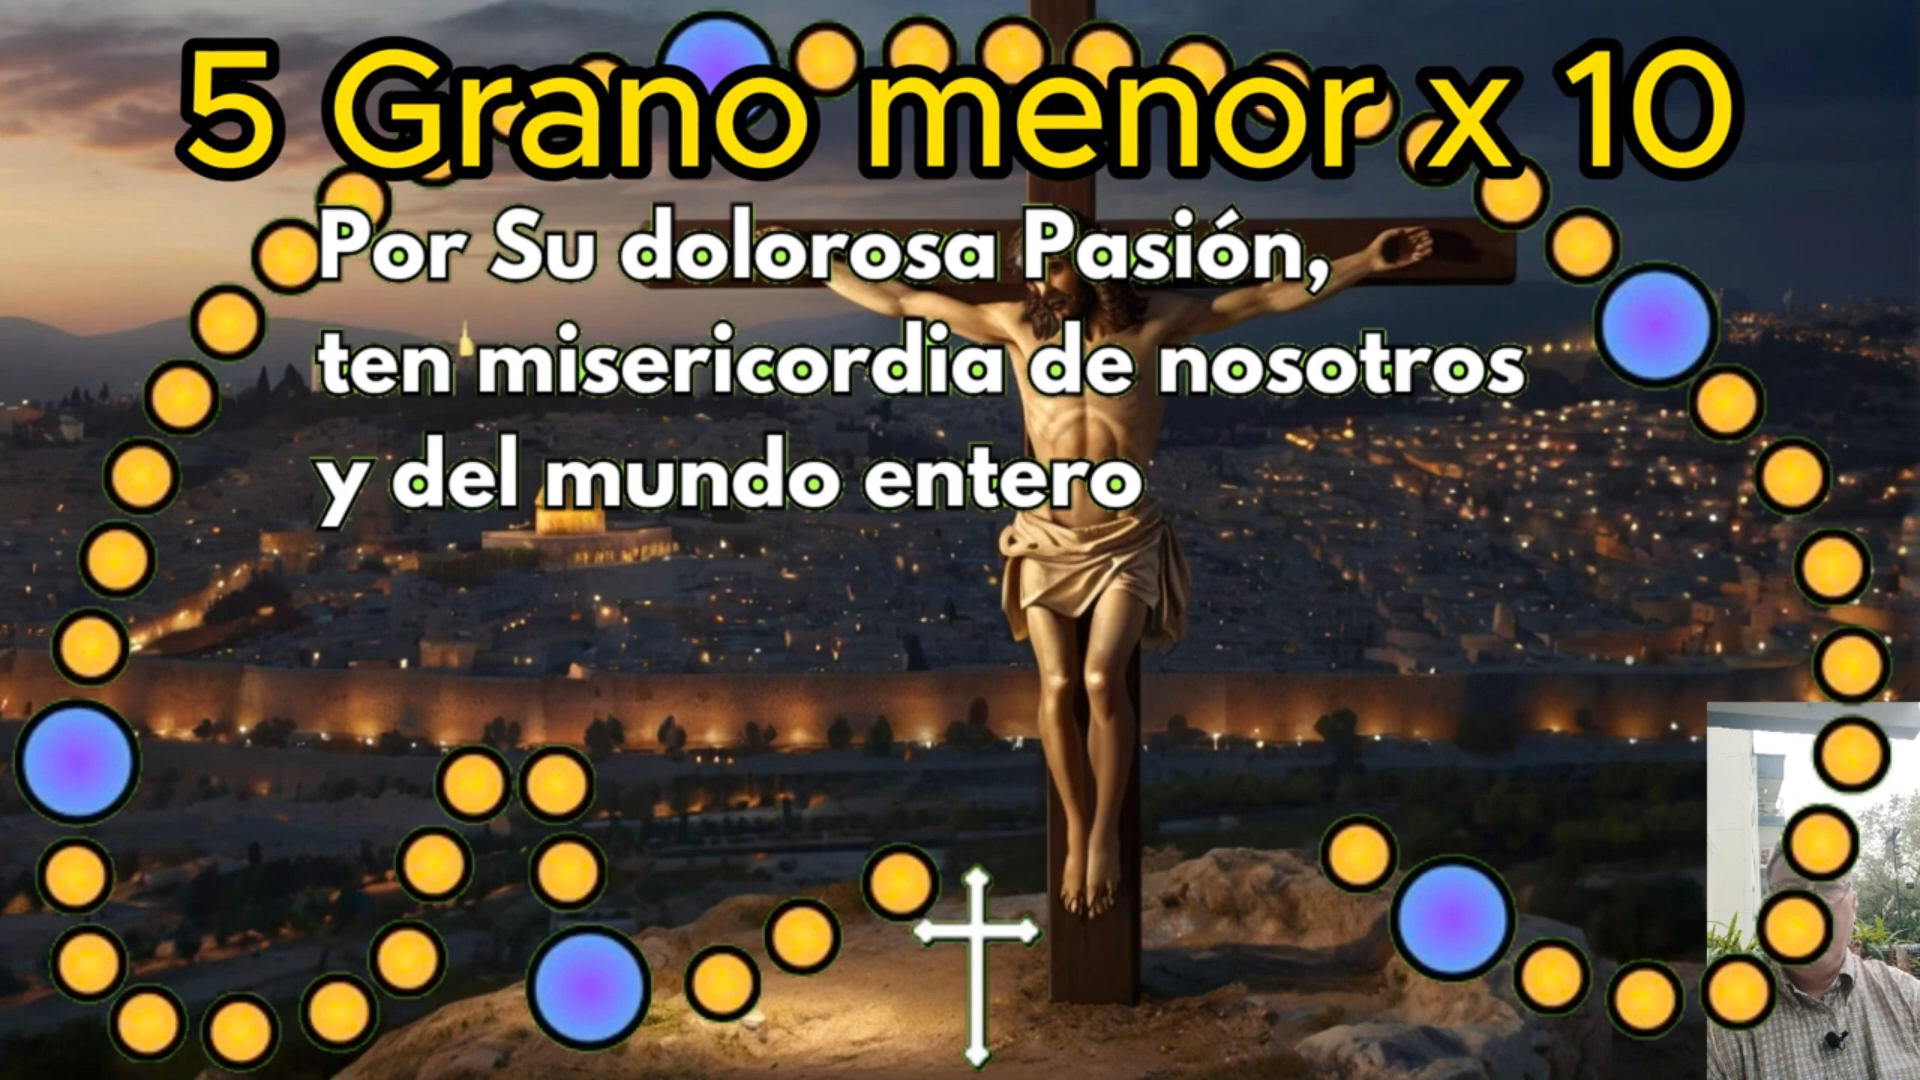 5 Grano menor x 10
Por Su dolorosa Pasión,
ten misericordia de nosotros
y del mundo entero